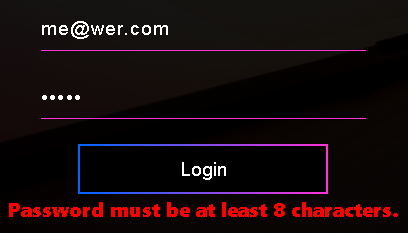 me@wer.com
•••••
Login
Password must be at least 8 characters.